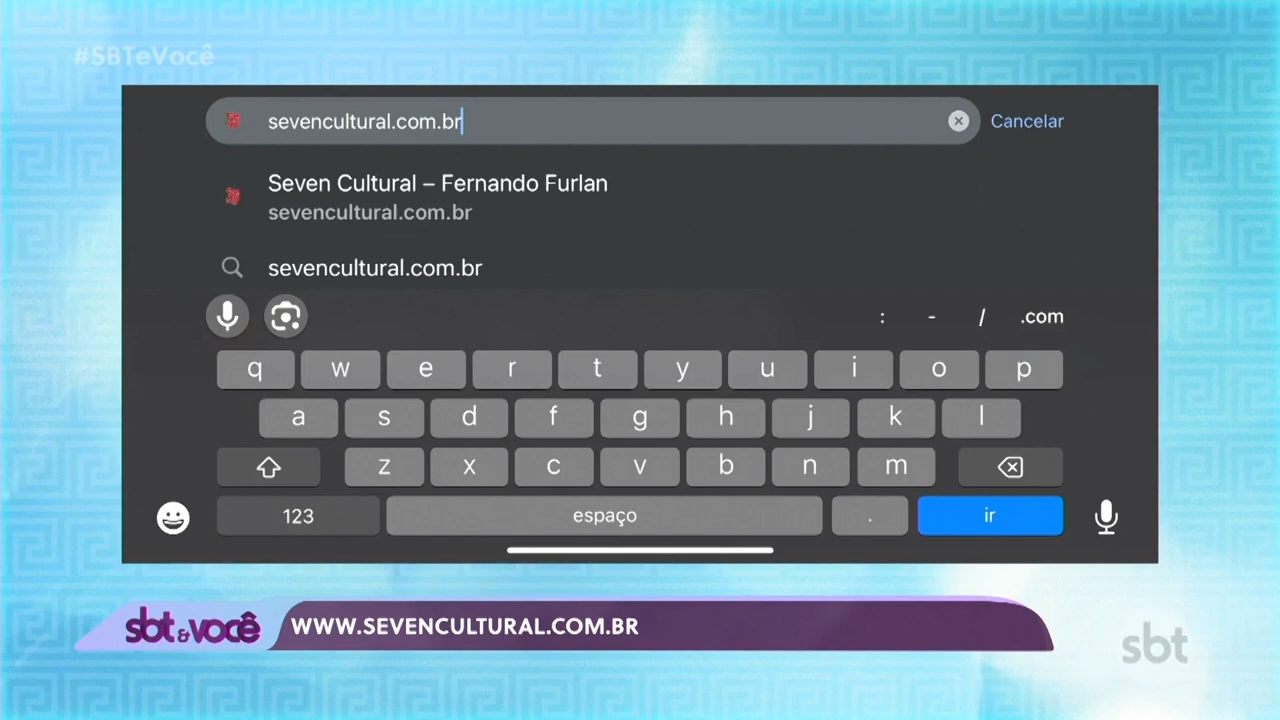 #SBTeVocê
sevencultural.com.br
Cancelar
Seven Cultural – Fernando Furlan
sevencultural.com.br
sevencultural.com.br
: - / .com
q w e r t y u i o p
a s d f g h j k l
z x c v b n m
123 espaço . ir
sbt&você WWW.SEVENCULTURAL.COM.BR
sbt